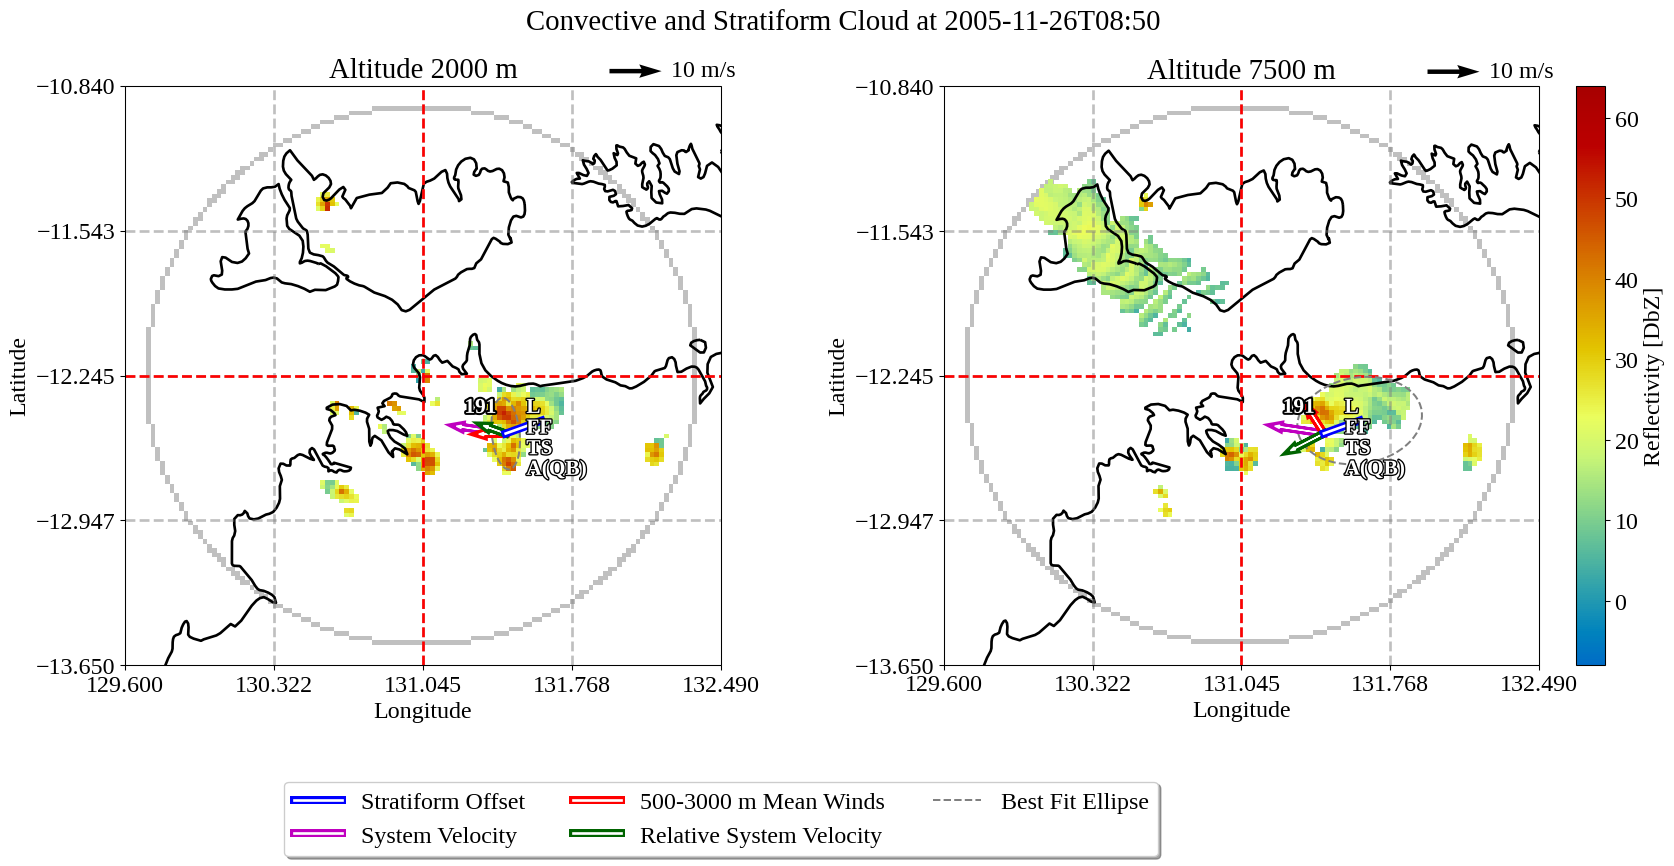 Convective and Stratiform Cloud at 2005-11-26T08:50
Altitude 2000 m
10 m/s
−10.840
−11.543
−12.245
−12.947
−13.650
129.600
130.322
131.045
131.768
132.490
Latitude
Longitude
191
L
FF
TS
A(QB)
Altitude 7500 m
10 m/s
−10.840
−11.543
−12.245
−12.947
−13.650
129.600
130.322
131.045
131.768
132.490
Latitude
Longitude
191
L
FF
TS
A(QB)
60
50
40
30
20
10
0
Reflectivity [DbZ]
Stratiform Offset
System Velocity
500-3000 m Mean Winds
Relative System Velocity
Best Fit Ellipse